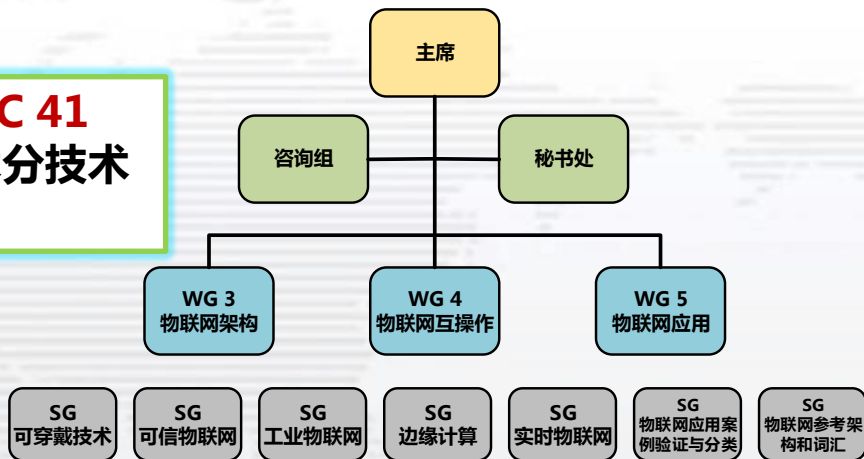 主席
C 41
分技术
咨询组
秘书处
WG 3
物联网架构
WG 4
物联网互操作
WG 5
物联网应用
SG
可穿戴技术
SG
可信物联网
SG
工业物联网
SG
边缘计算
SG
实时物联网
SG
物联网应用案
例验证与分类
SG
物联网参考架
构和词汇